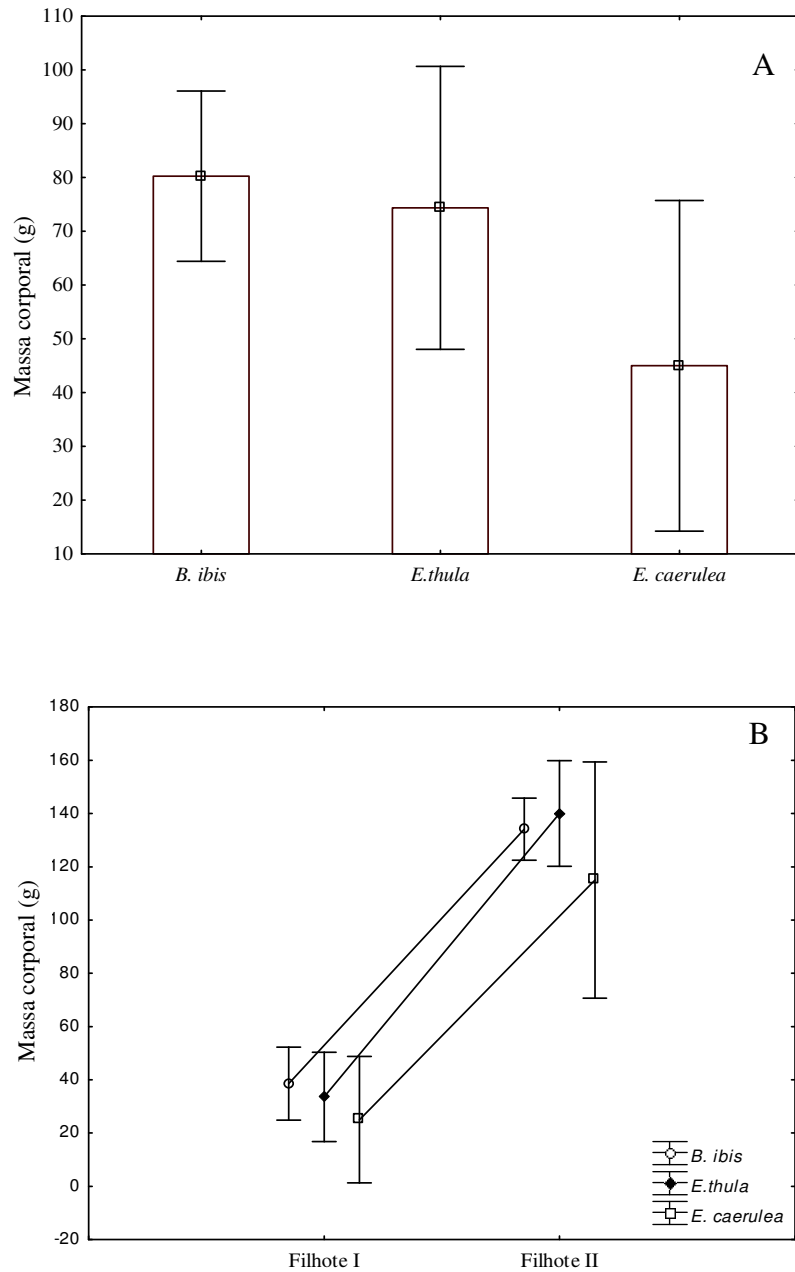 A
Massa corporal (g)
110
100
90
80
70
60
50
40
30
20
10
B. ibis
E.thula
E. caerulea
B
Massa corporal (g)
180
160
140
120
100
80
60
40
20
0
-20
Filhote I
Filhote II
B. ibis
E.thula
E. caerulea